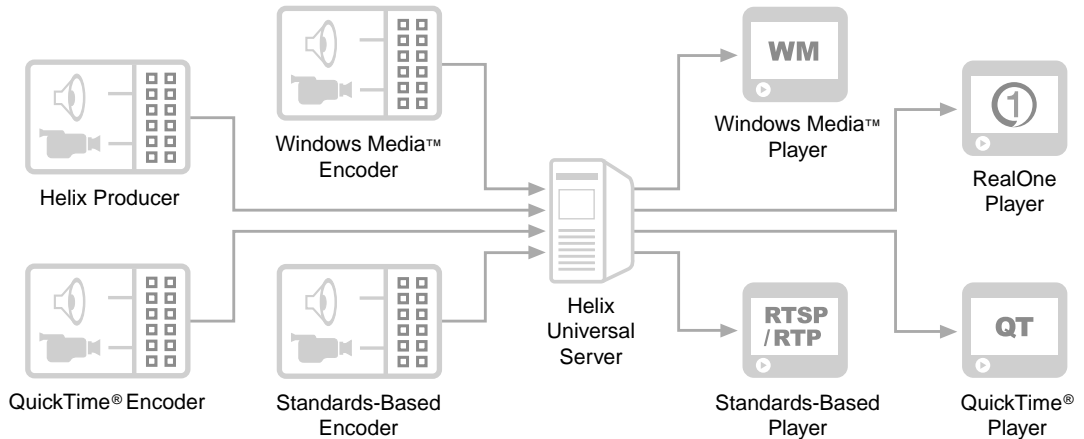 WM
1
Windows Media™
Encoder
Windows Media™
Player
Helix Producer
RealOne
Player
RTSP
/RTP
QT
Helix
Universal
Server
QuickTime® Encoder
Standards-Based
Encoder
Standards-Based
Player
QuickTime®
Player